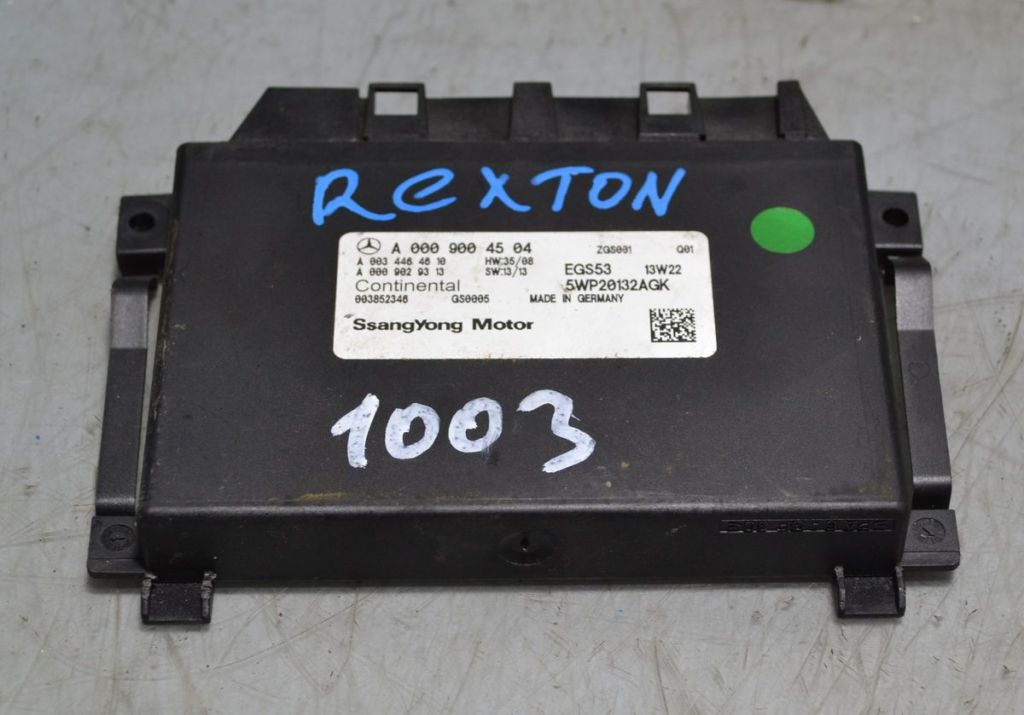 REXTON
A 000 900 45 04 ZGS001 Q01
A 003 446 46 10 HW:35/08
A 000 902 93 13 SW:13/13 EGS53 13W22
Continental 5WP20132AGK
003852346 GS0005 MADE IN GERMANY
SsangYong Motor
1003